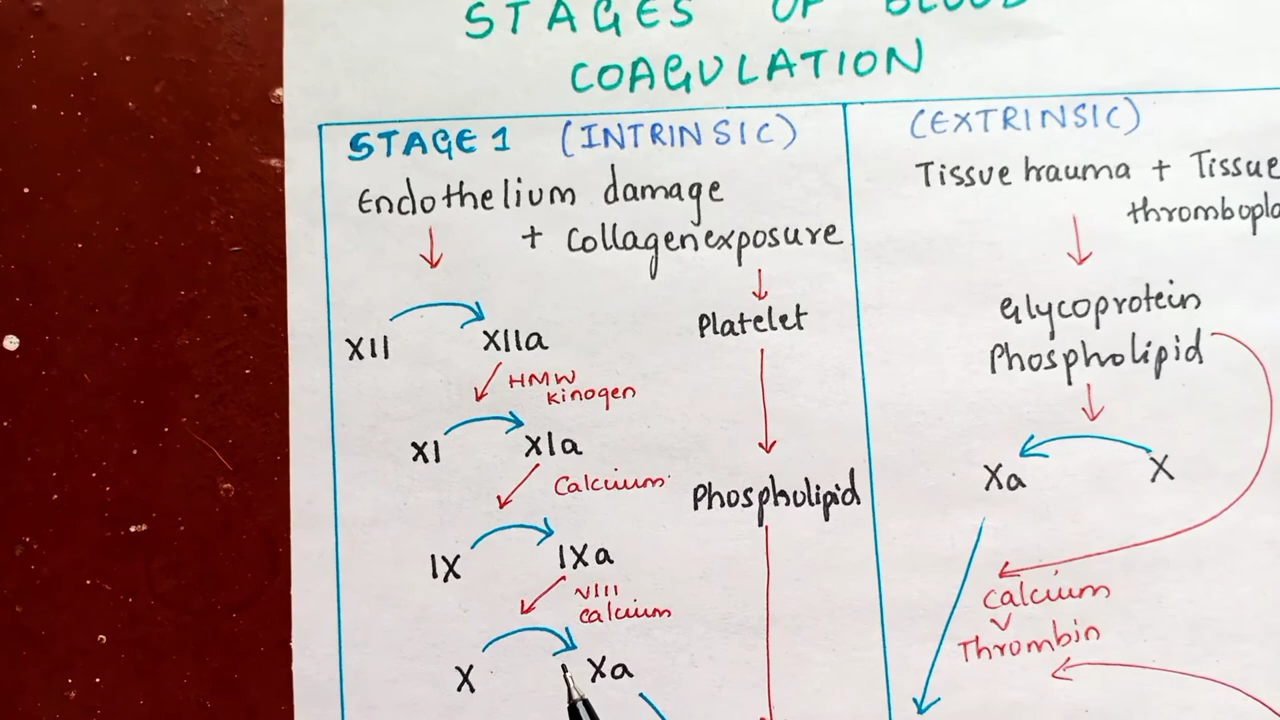 STAGES OF BLOOD
COAGULATION
STAGE 1 (INTRINSIC)
Endothelium damage
+ Collagen exposure
XII XIIa
HMW
Kinogen
XI XIa
Calcium
IX IXa
VIII
Calcium
X Xa
Platelet
Phospholipid
(EXTRINSIC)
Tissue trauma + Tissue
Glycoprotein
Phospholipid
Xa X
Calcium
V
Thrombin